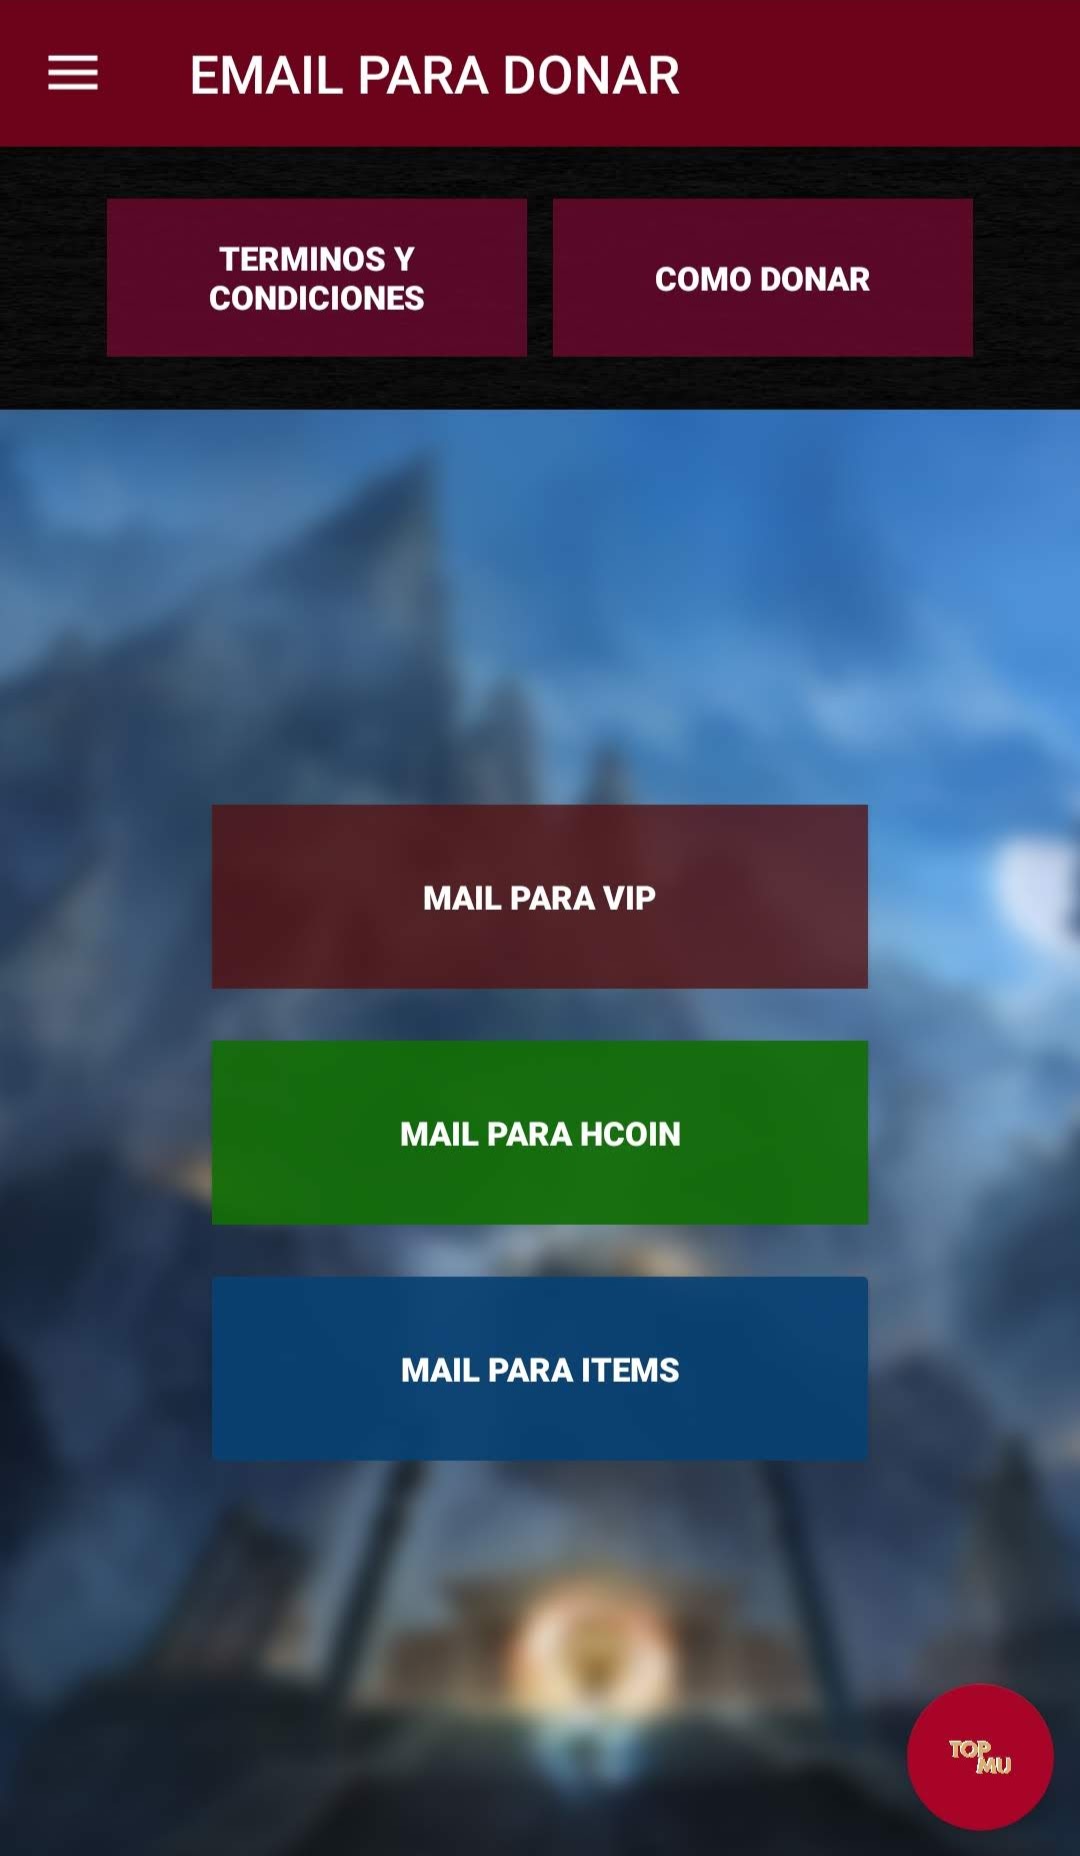 EMAIL PARA DONAR
TERMINOS Y
CONDICIONES
COMO DONAR
MAIL PARA VIP
MAIL PARA HCOIN
MAIL PARA ITEMS
TOP
MU